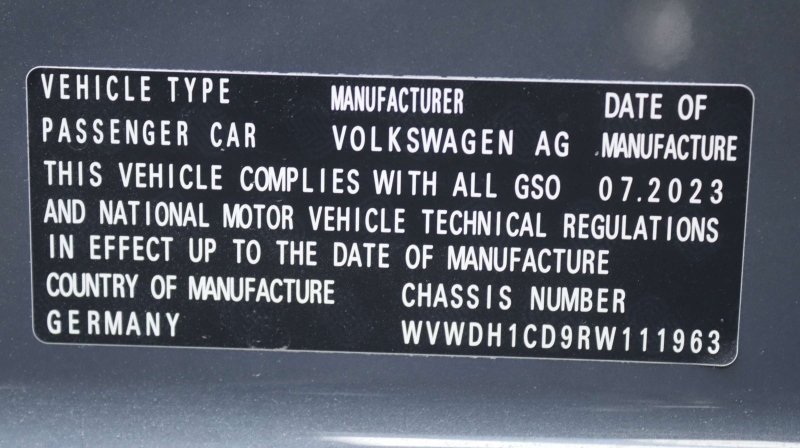 VEHICLE TYPE MANUFACTURER DATE OF
PASSENGER CAR VOLKSWAGEN AG MANUFACTURE
THIS VEHICLE COMPLIES WITH ALL GSO 07.2023
AND NATIONAL MOTOR VEHICLE TECHNICAL REGULATIONS
IN EFFECT UP TO THE DATE OF MANUFACTURE
COUNTRY OF MANUFACTURE CHASSIS NUMBER
GERMANY WVWDH1CD9RW111963